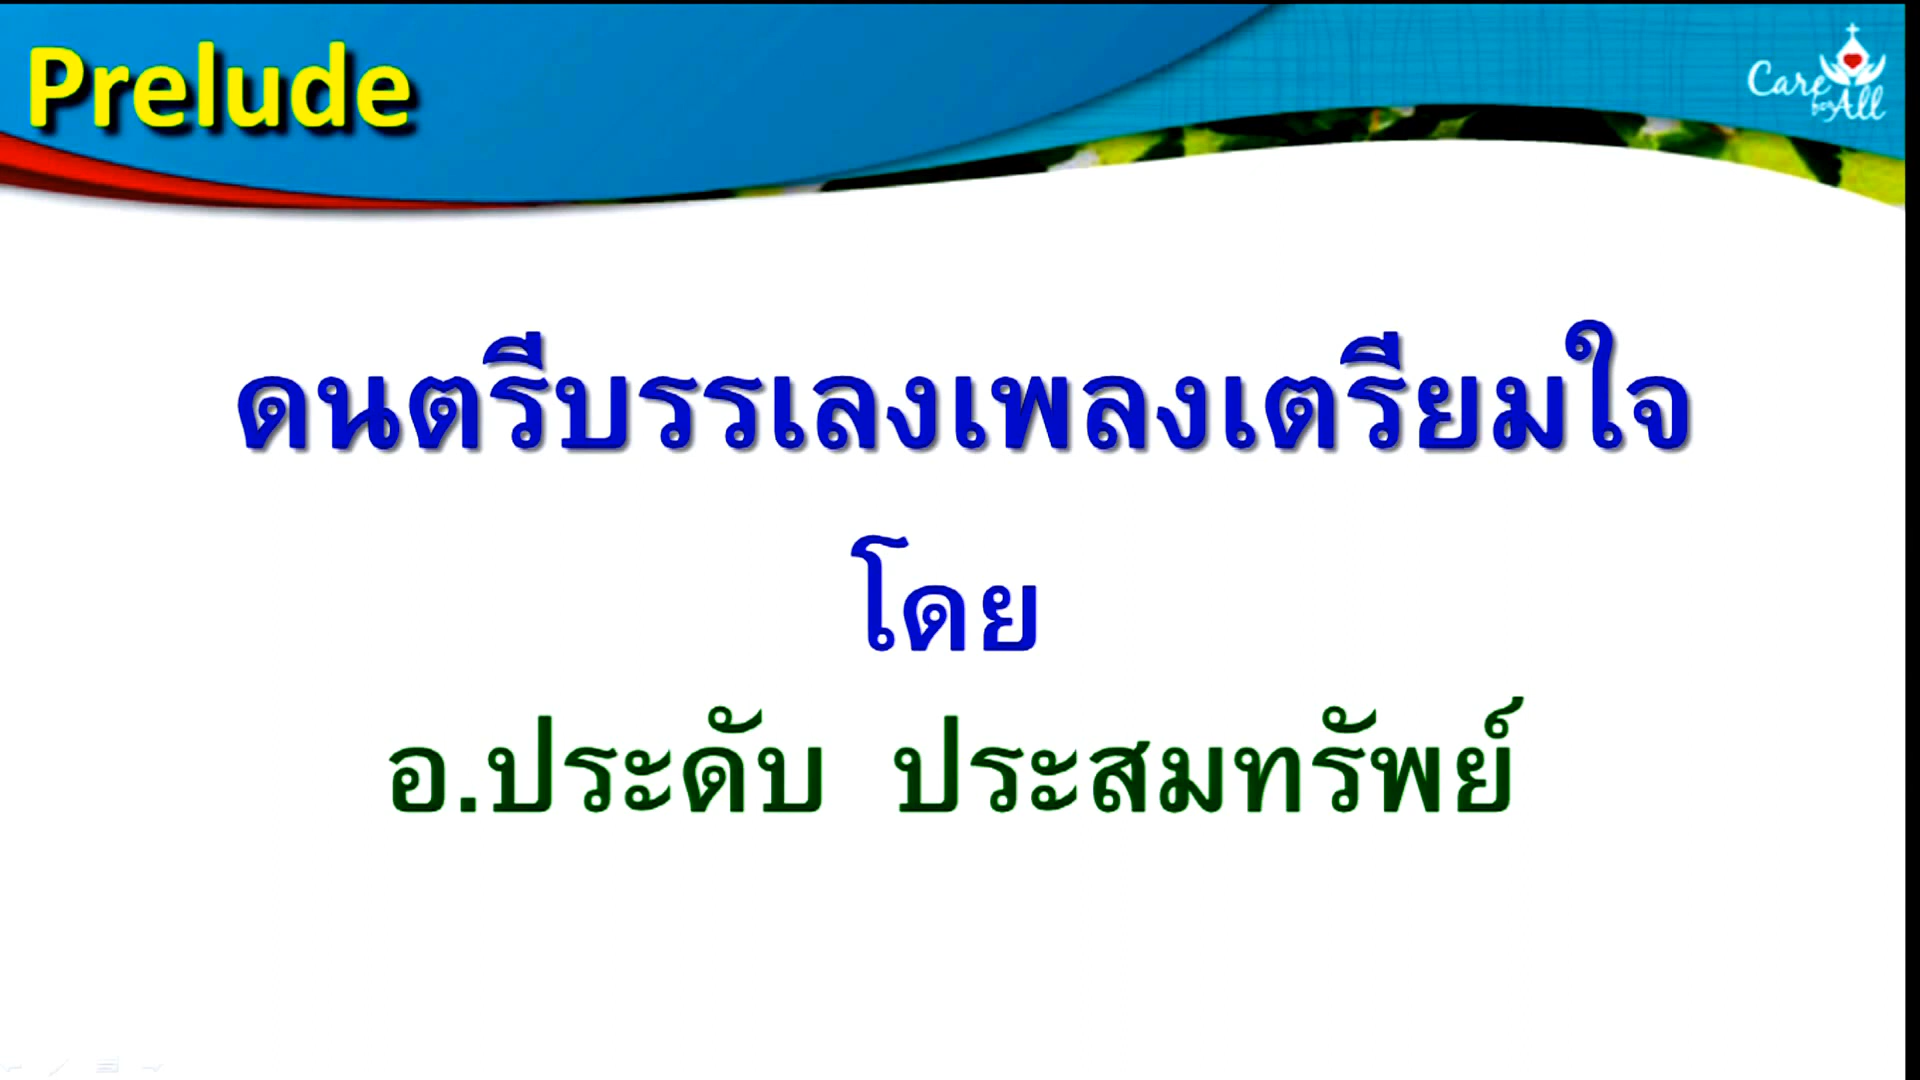 Prelude
Care
for All
ดนตรีบรรเลงเพลงเตรียมใจ
โดย
อ.ประดับ ประสมทรัพย์